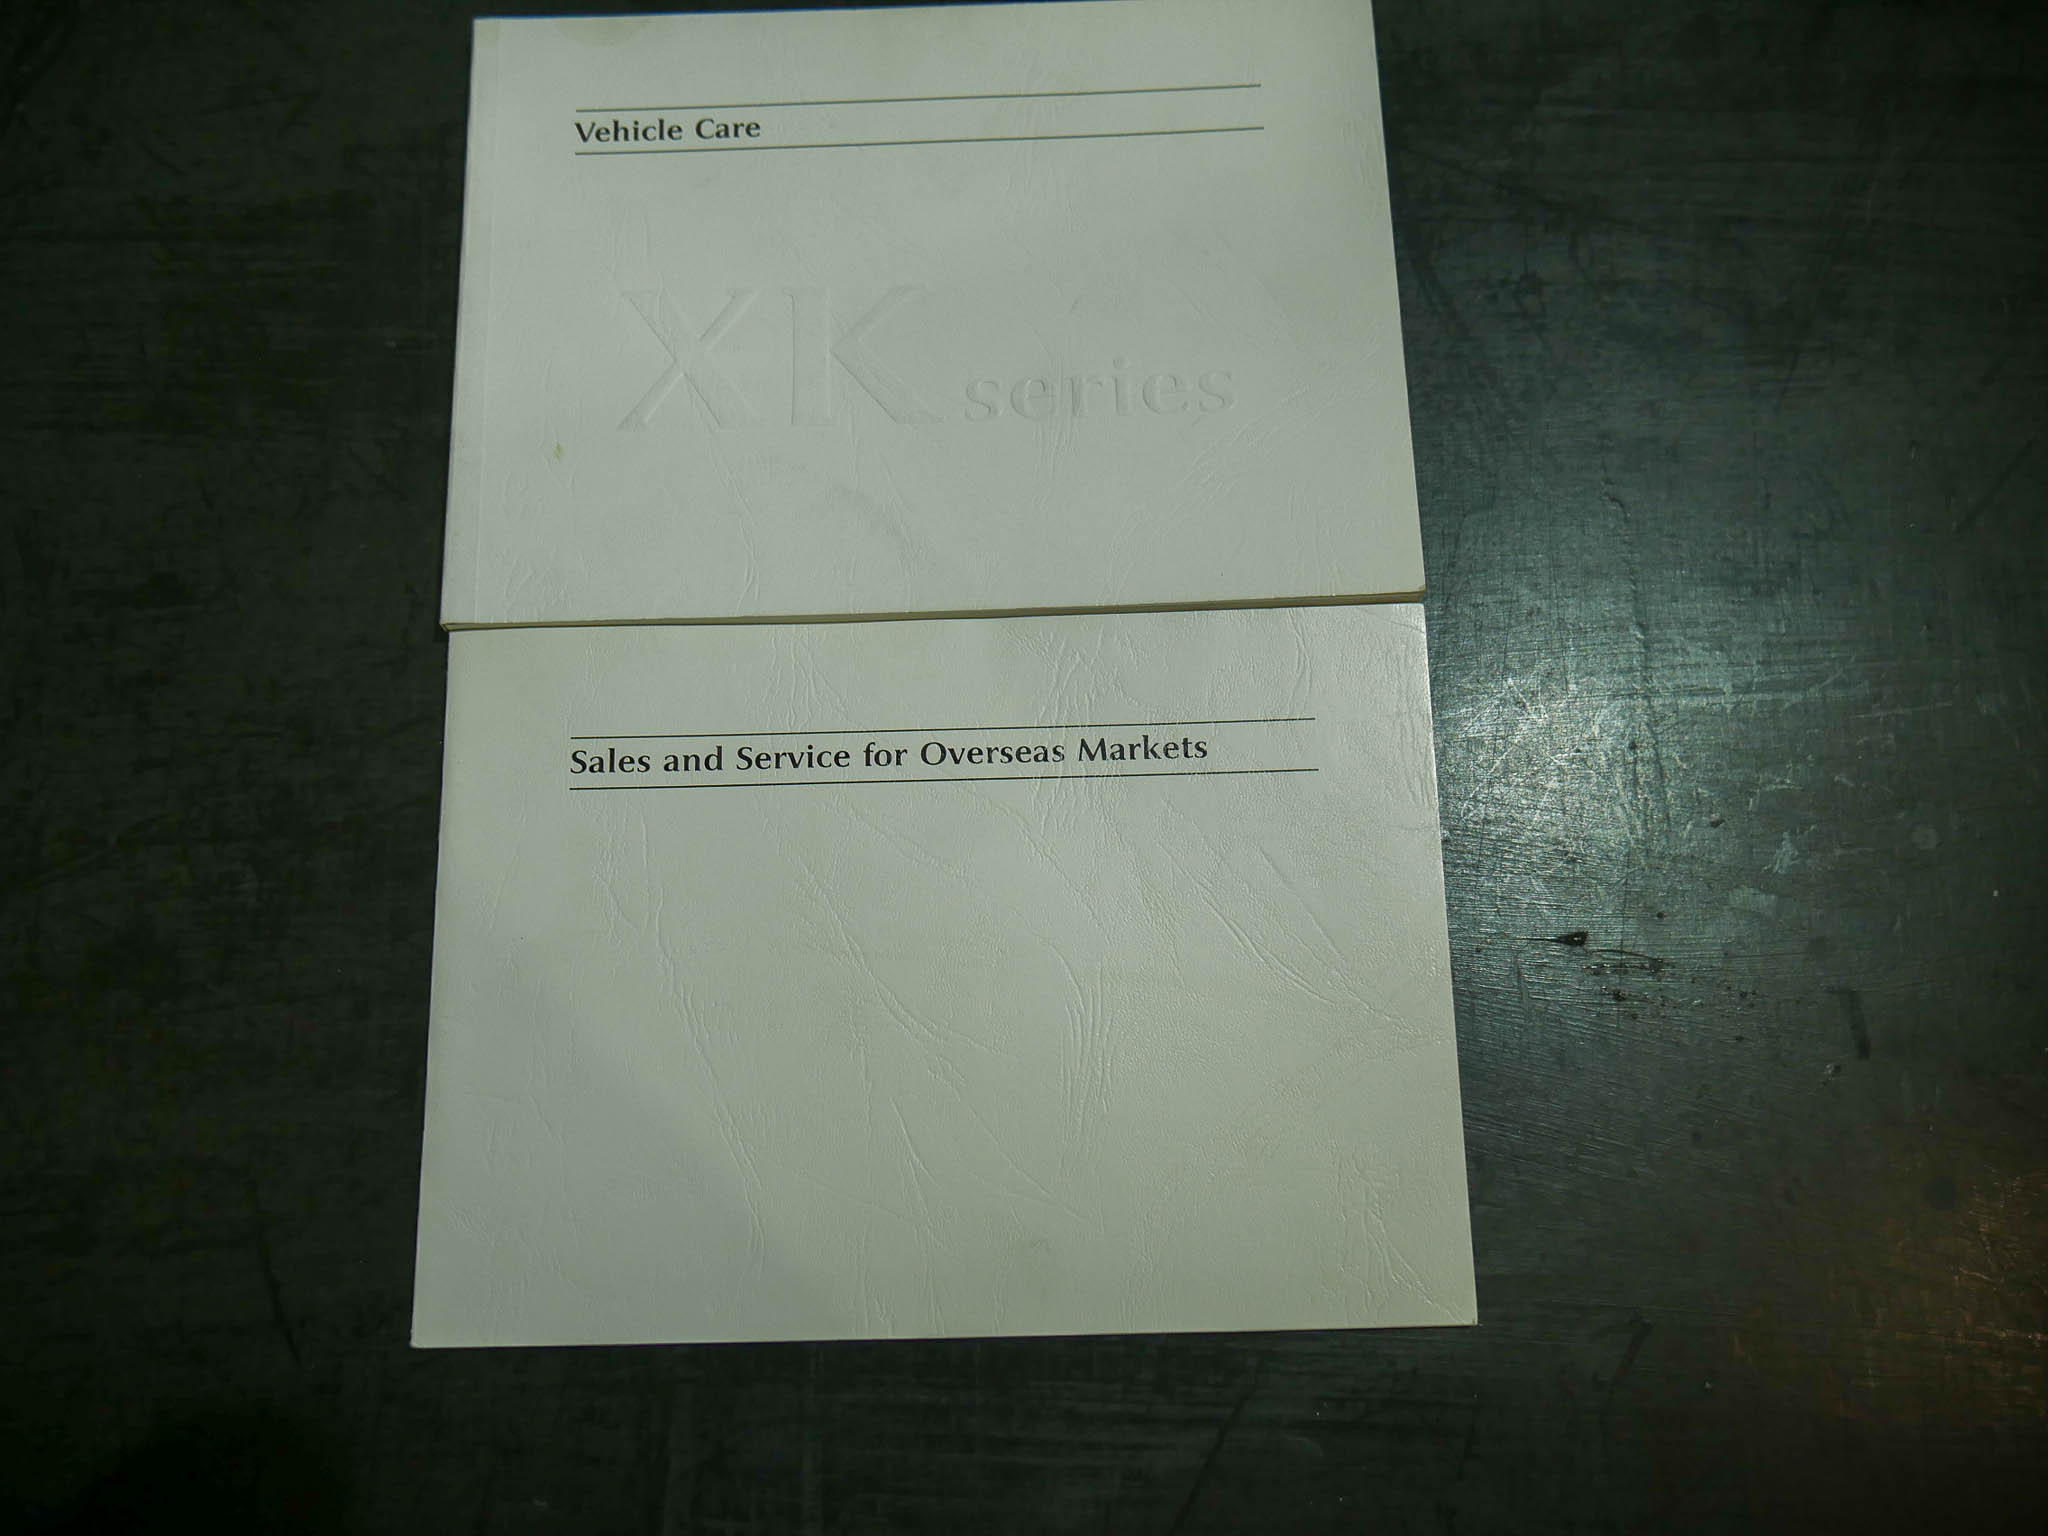 Vehicle Care
XK series
Sales and Service for Overseas Markets